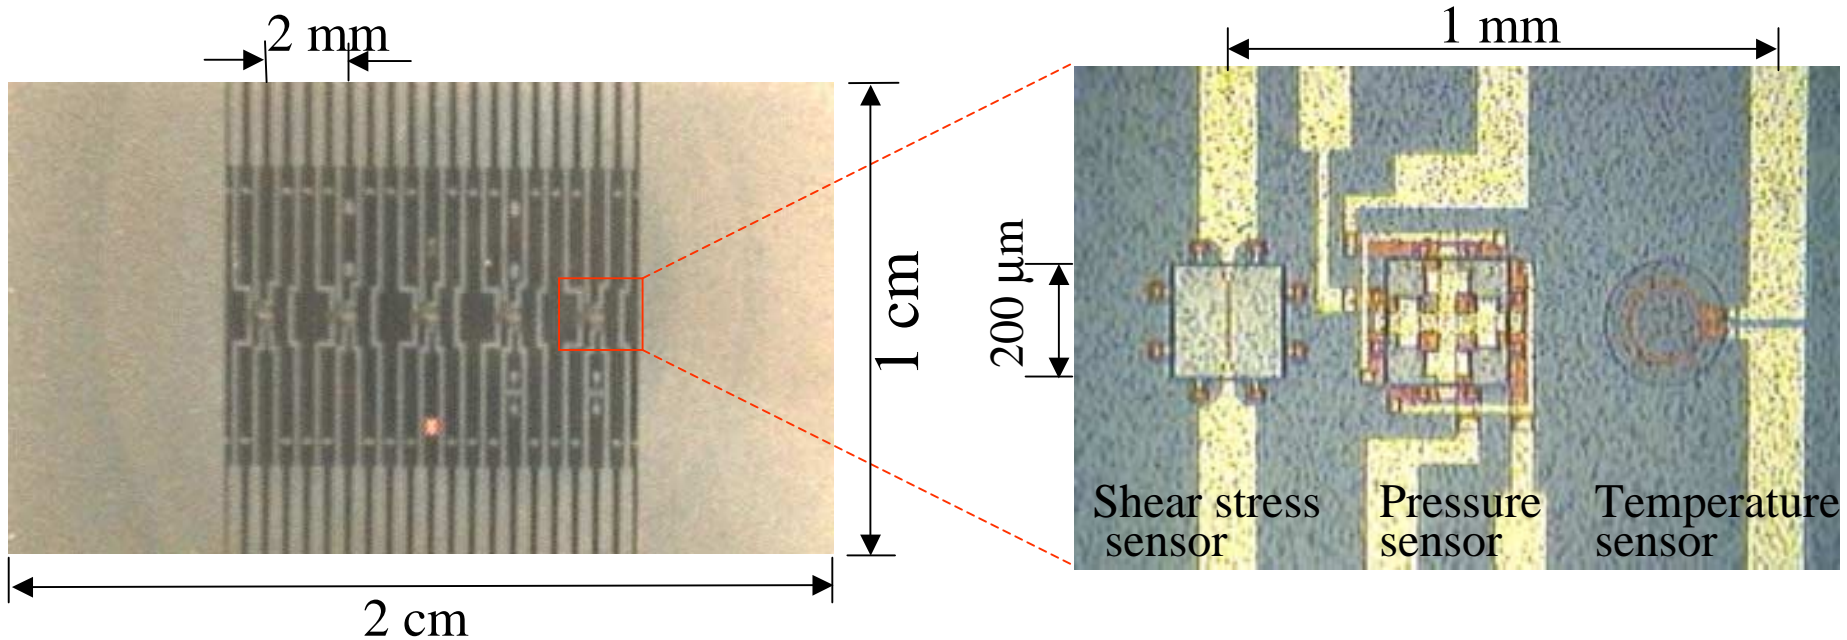 2 mm
1 cm
2 cm
1 mm
200 μm
Shear stress
sensor
Pressure
sensor
Temperature
sensor